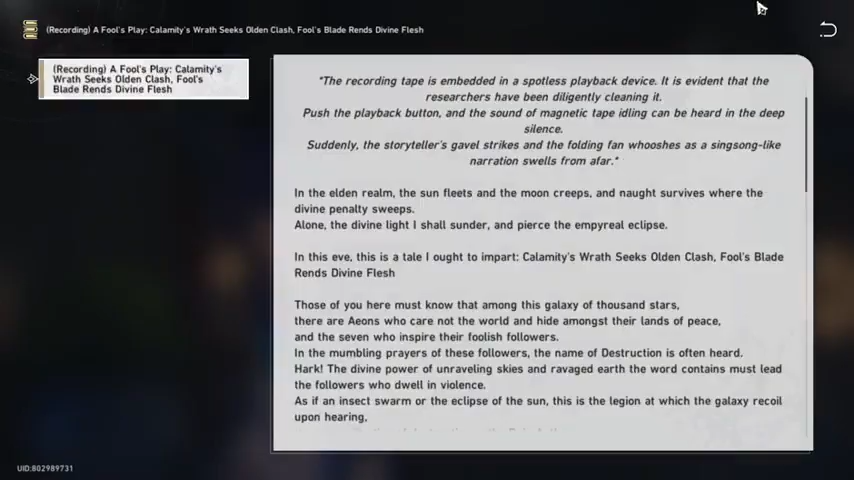 (Recording) A Fool's Play: Calamity's Wrath Seeks Olden Clash, Fool's Blade Rends Divine Flesh
(Recording) A Fool's Play: Calamity's
Wrath Seeks Olden Clash, Fool's
Blade Rends Divine Flesh
"The recording tape is embedded in a spotless playback device. It is evident that the
researchers have been diligently cleaning it.
Push the playback button, and the sound of magnetic tape idling can be heard in the deep
silence.
Suddenly, the storyteller's gavel strikes and the folding fan whooshes as a singsong-like
narration swells from afar.*
In the elden realm, the sun fleets and the moon creeps, and naught survives where the
divine penalty sweeps.
Alone, the divine light I shall sunder, and pierce the empyreal eclipse.
In this eve, this is a tale I ought to impart: Calamity's Wrath Seeks Olden Clash, Fool's Blade
Rends Divine Flesh
Those of you here must know that among this galaxy of thousand stars,
there are Aeons who care not the world and hide amongst their lands of peace,
and the seven who inspire their foolish followers.
In the mumbling prayers of these followers, the name of Destruction is often heard.
Hark! The divine power of unraveling skies and ravaged earth the word contains must lead
the followers who dwell in violence.
As if an insect swarm or the eclipse of the sun, this is the legion at which the galaxy recoil
upon hearing,
UID:802989731